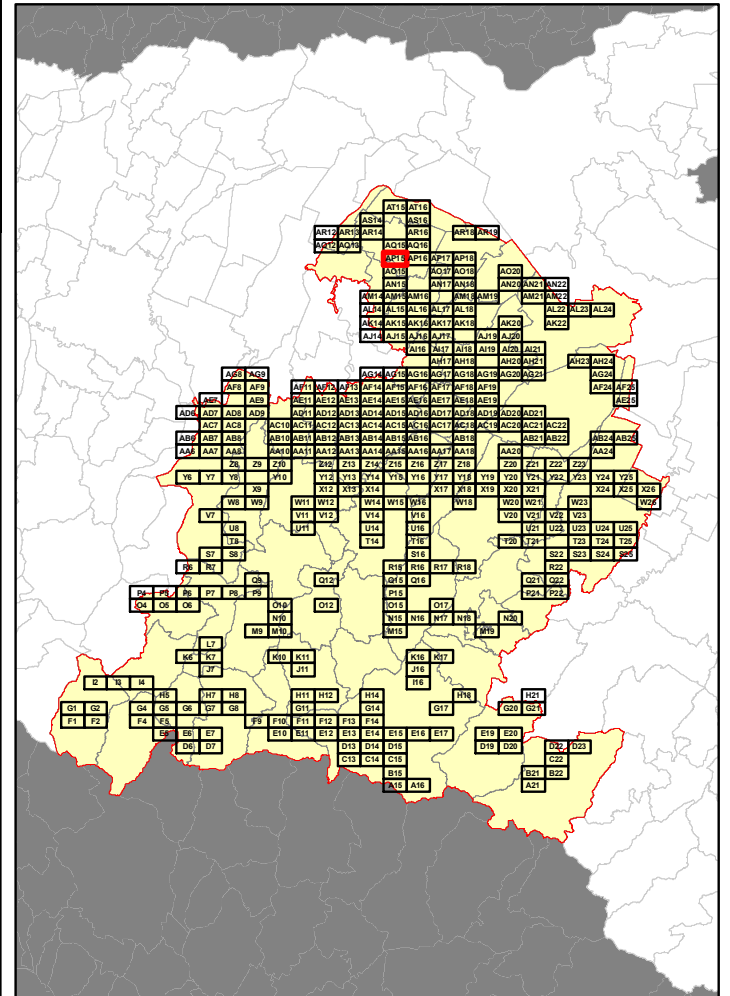 AT15 AT16
AS14 AS16
AR12 AR13 AR14 AR16 AR18 AR19
AQ12 AQ13 AQ15 AQ16
AP15 AP16 AP17 AP18
AO15 AO17 AO18 AO20
AN15 AN17 AN18 AN20 AN21 AN22
AM14 AM15 AM16 AM18 AM19 AM21 AM22
AL14 AL15 AL16 AL17 AL18 AL22 AL23 AL24
AK14 AK15 AK16 AK17 AK18 AK20 AK22
AJ14 AJ15 AJ16 AJ17 AJ19 AJ20
AI16 AI17 AI18 AI19 AI20 AI21
AH17 AH18 AH20 AH21 AH23 AH24
AG8 AG9 AG14 AG15 AG16 AG17 AG18 AG19 AG20 AG21 AG24
AF8 AF9 AF11 AF12 AF13 AF14 AF15 AF16 AF17 AF18 AF19 AF24 AF25
AE7 AE9 AE11 AE12 AE13 AE14 AE15 AE16 AE17 AE18 AE19 AE25
AD6 AD7 AD8 AD9 AD11 AD12 AD13 AD14 AD15 AD16 AD17 AD18 AD19 AD20 AD21
AC7 AC8 AC10 AC11 AC12 AC13 AC14 AC15 AC16 AC17 AC18 AC19 AC20 AC21 AC22
AB6 AB7 AB8 AB10 AB11 AB12 AB13 AB14 AB15 AB16 AB18 AB21 AB22 AB24 AB25
AA6 AA7 AA8 AA10 AA11 AA12 AA13 AA14 AA15 AA16 AA17 AA18 AA20 AA24
Z8 Z9 Z10 Z12 Z13 Z14 Z15 Z16 Z17 Z18 Z20 Z21 Z22 Z23
Y6 Y7 Y8 Y10 Y12 Y13 Y14 Y15 Y16 Y17 Y18 Y19 Y20 Y21 Y22 Y23 Y24 Y25
X9 X12 X13 X14 X17 X18 X19 X20 X21 X24 X25 X26
W8 W9 W11 W12 W14 W15 W16 W18 W20 W21 W23 W26
V7 V11 V12 V14 V16 V20 V21 V22 V23
U8 U11 U14 U16 U21 U22 U23 U24 U25
T8 T14 T16 T20 T21 T23 T24 T25
S7 S8 S16 S22 S23 S24 S25
R6 R7 R15 R16 R17 R18 R22
Q9 Q12 Q15 Q16 Q21 Q22
P4 P5 P6 P7 P8 P9 P15 P21 P22
O4 O5 O6 O10 O12 O15 O17
N10 N15 N16 N17 N18 N20
M9 M10 M15 M19
L7
K6 K7 K10 K11 K16 K17
J7 J11 J16
I2 I3 I4 I16
H5 H7 H8 H11 H12 H14 H18 H21
G1 G2 G4 G5 G6 G7 G8 G11 G14 G17 G20 G21
F1 F2 F4 F5 F9 F10 F11 F12 F13 F14
E5 E6 E7 E10 E11 E12 E13 E14 E15 E16 E17 E19 E20
D6 D7 D13 D14 D15 D19 D20 D22 D23
C13 C14 C15 C22
B15 B21 B22
A15 A16 A21